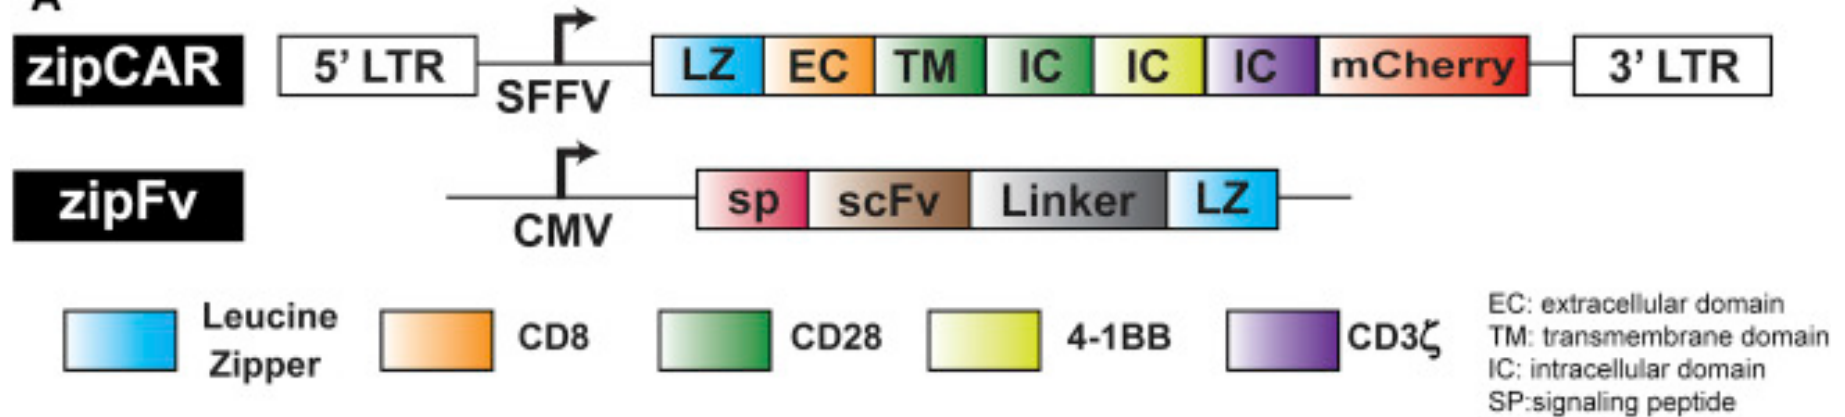 A
zipCAR 5' LTR SFFV LZ EC TM IC IC IC mCherry 3' LTR
zipFv CMV sp scFv Linker LZ
Leucine Zipper CD8 CD28 4-1BB CD3ζ
EC: extracellular domain
TM: transmembrane domain
IC: intracellular domain
SP:signaling peptide